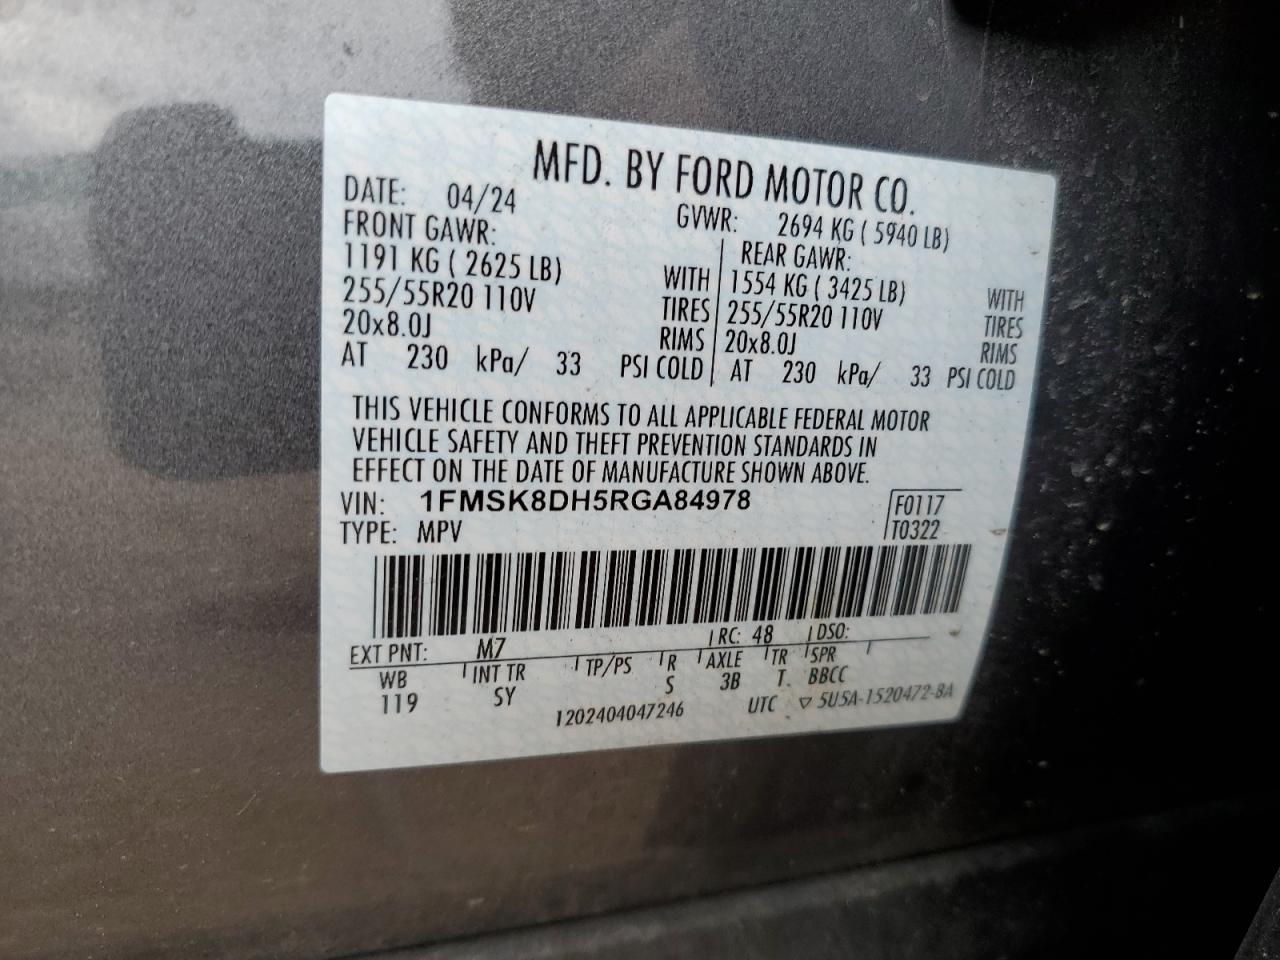 MFD. BY FORD MOTOR CO.
DATE: 04/24 GVWR: 2694 KG ( 5940 LB)
FRONT GAWR: REAR GAWR:
1191 KG ( 2625 LB) WITH 1554 KG ( 3425 LB) WITH
255/55R20 110V TIRES 255/55R20 110V TIRES
20x8.0J RIMS 20x8.0J RIMS
AT 230 kPa/ 33 PSI COLD AT 230 kPa/ 33 PSI COLD
THIS VEHICLE CONFORMS TO ALL APPLICABLE FEDERAL MOTOR
VEHICLE SAFETY AND THEFT PREVENTION STANDARDS IN
EFFECT ON THE DATE OF MANUFACTURE SHOWN ABOVE.
VIN: 1FMSK8DH5RGA84978 F0117
TYPE: MPV T0322
EXT PNT: M7 RC: 48 DSO:
WB INT TR TP/PS R AXLE TR SPR
119 SY S 3B T. BBCC
1202404047246 UTC ▽ 5U5A-1520472-BA